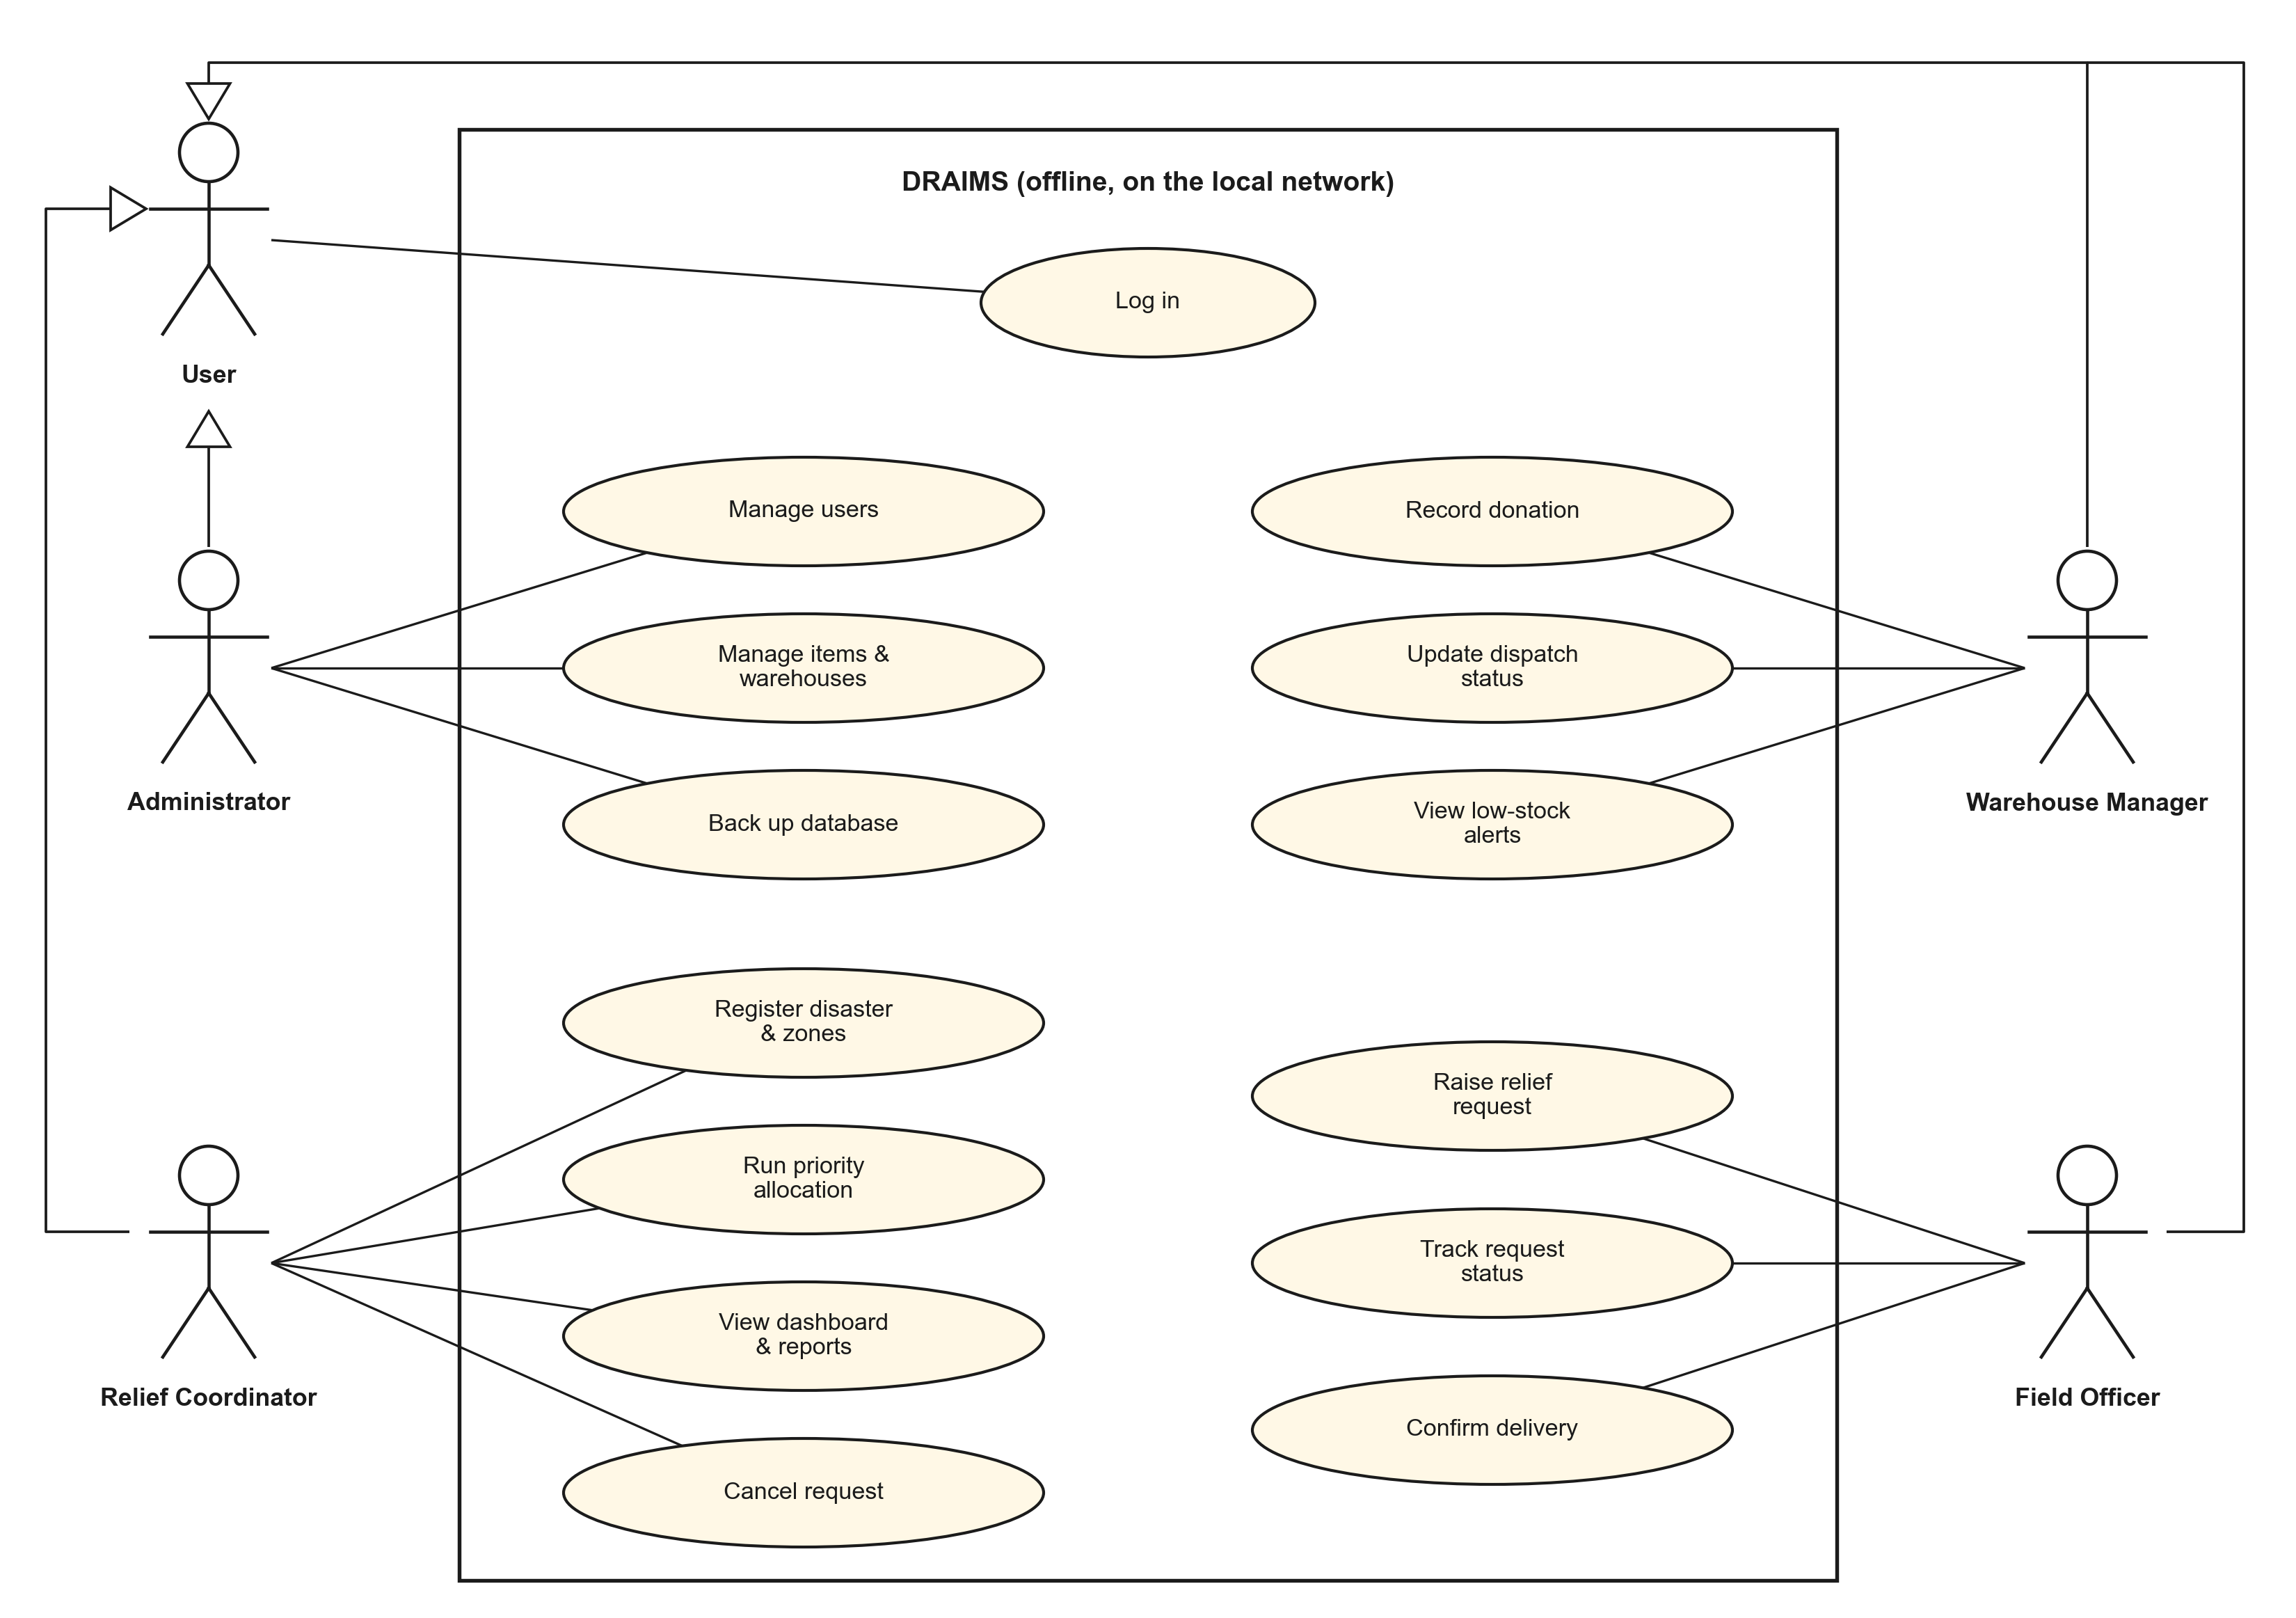 DRAIMS (offline, on the local network)
Log in
User
Manage users
Record donation
Manage items &
warehouses
Update dispatch
status
Administrator
Warehouse Manager
Back up database
View low-stock
alerts
Register disaster
& zones
Raise relief
request
Run priority
allocation
Track request
status
View dashboard
& reports
Relief Coordinator
Field Officer
Confirm delivery
Cancel request